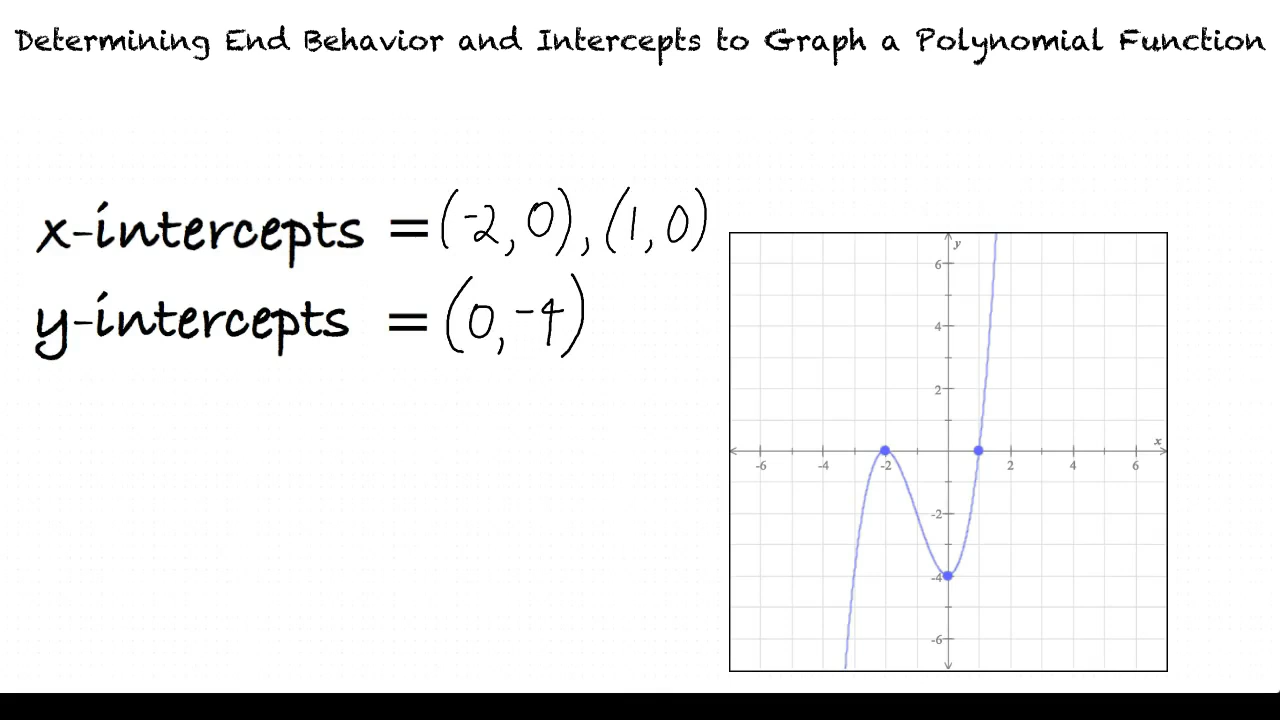 Determining End Behavior and Intercepts to Graph a Polynomial Function
x-intercepts = (-2, 0), (1, 0)
y-intercepts = (0, -4)
y
6
4
2
x
-6 -4 -2 2 4 6
-2
-4
-6